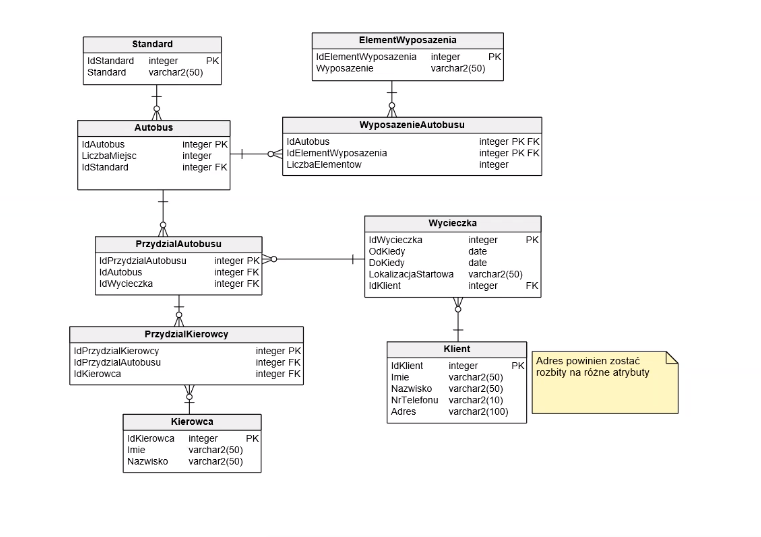 Standard
IdStandard integer PK
Standard varchar2(50)
ElementWyposazenia
IdElementWyposazenia integer PK
Wyposazenie varchar2(50)
Autobus
IdAutobus integer PK
LiczbaMiejsc integer
IdStandard integer FK
WyposazenieAutobusu
IdAutobus integer PK FK
IdElementWyposazenia integer PK FK
LiczbaElementow integer
PrzydzialAutobusu
IdPrzydzialAutobusu integer PK
IdAutobus integer FK
IdWycieczka integer FK
Wycieczka
IdWycieczka integer PK
OdKiedy date
DoKiedy date
LokalizacjaStartowa varchar2(50)
IdKlient integer FK
PrzydzialKierowcy
IdPrzydzialKierowcy integer PK
IdPrzydzialAutobusu integer FK
IdKierowca integer FK
Klient
IdKlient integer PK
Imie varchar2(50)
Nazwisko varchar2(50)
NrTelefonu varchar2(10)
Adres varchar2(100)
Adres powinien zostać
rozbity na różne atrybuty
Kierowca
IdKierowca integer PK
Imie varchar2(50)
Nazwisko varchar2(50)